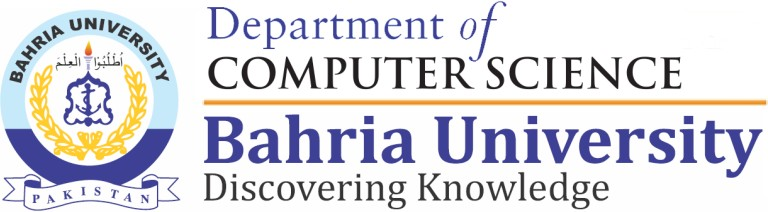 BAHRIA UNIVERSITY
اُطْلُبُوا الْعِلْمَ
PAKISTAN
Department of
COMPUTER SCIENCE
Bahria University
Discovering Knowledge